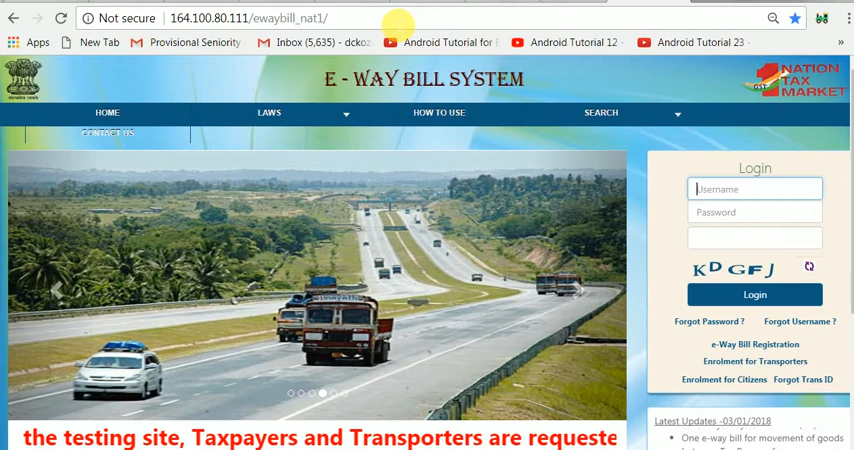 Not secure 164.100.80.111/ewaybill_nat1/
Apps New Tab Provisional Seniority Inbox (5,635) - dckoz Android Tutorial for B Android Tutorial 12 - Android Tutorial 23 - »
E - WAY BILL SYSTEM
1 NATION
GST TAX
MARKET
HOME LAWS HOW TO USE SEARCH
CONTACT US
Login
Username
Password
KDGFJ
Login
Forgot Password ? Forgot Username ?
e-Way Bill Registration
Enrolment for Transporters
Enrolment for Citizens Forgot Trans ID
the testing site, Taxpayers and Transporters are requeste
Latest Updates -03/01/2018
One e-way bill for movement of goods